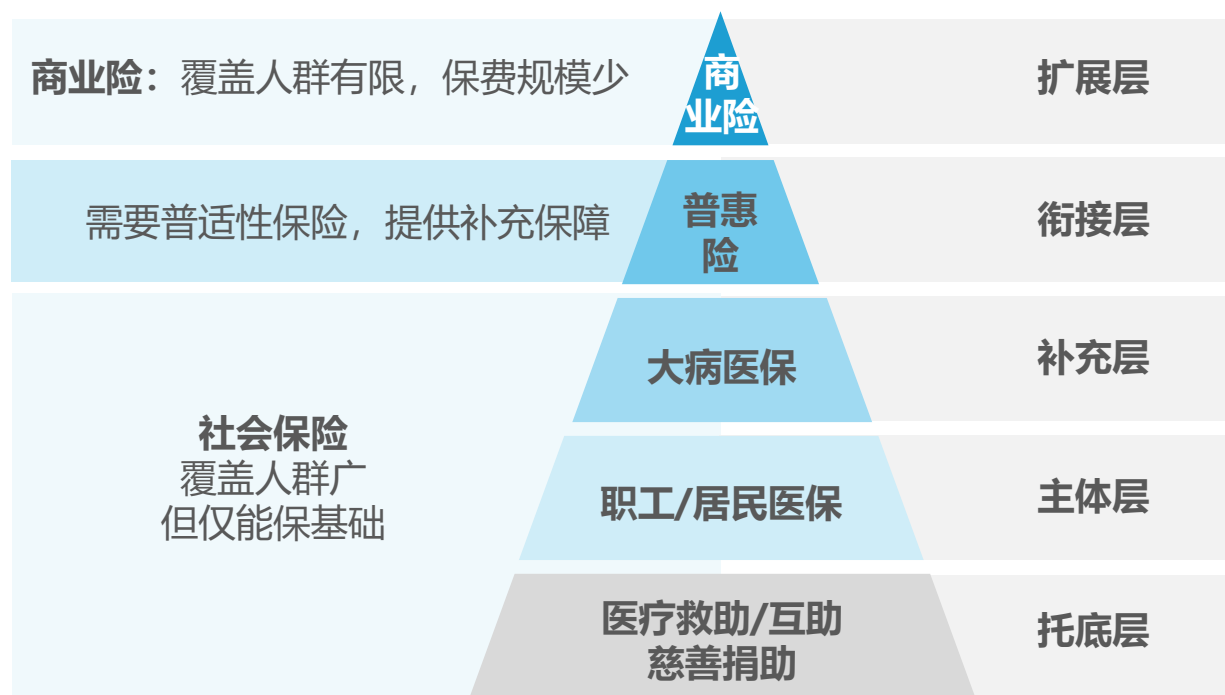 商业险：覆盖人群有限，保费规模少
商
业险
扩展层
需要普适性保险，提供补充保障
普惠
险
衔接层
大病医保
补充层
社会保险
覆盖人群广
但仅能保基础
职工/居民医保
主体层
医疗救助/互助
慈善捐助
托底层